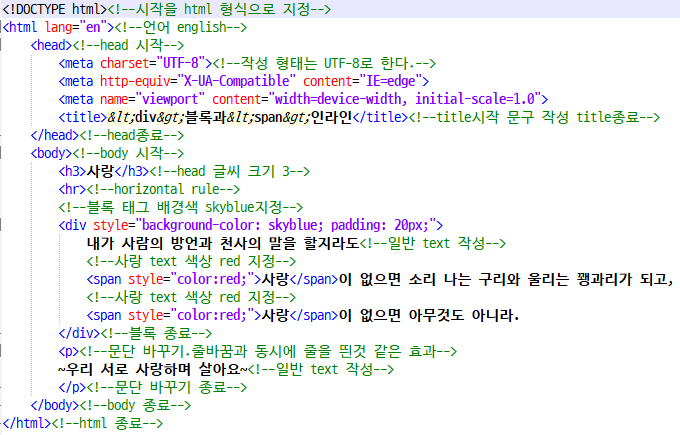 <!DOCTYPE html><!--시작을 html 형식으로 지정-->
<html lang="en"><!--언어 english-->
<head><!--head 시작-->
<meta charset="UTF-8"><!--작성 형태는 UTF-8로 한다.-->
<meta http-equiv="X-UA-Compatible" content="IE=edge">
<meta name="viewport" content="width=device-width, initial-scale=1.0">
<title>&lt;div&gt;블록과&lt;span&gt;인라인</title><!--title시작 문구 작성 title종료-->
</head><!--head종료-->
<body><!--body 시작-->
<h3>사랑</h3><!--head 글씨 크기 3-->
<hr><!--horizontal rule-->
<!--블록 태그 배경색 skyblue지정-->
<div style="background-color: skyblue; padding: 20px;">
내가 사람의 방언과 천사의 말을 할지라도<!--일반 text 작성-->
<!--사랑 text 색상 red 지정-->
<span style="color:red;">사랑</span>이 없으면 소리 나는 구리와 울리는 꽹과리가 되고,
<!--사랑 text 색상 red 지정-->
<span style="color:red;">사랑</span>이 없으면 아무것도 아니라.
</div><!--블록 종료-->
<p><!--문단 바꾸기.줄바꿈과 동시에 줄을 띈것 같은 효과-->
~우리 서로 사랑하며 살아요~<!--일반 text 작성-->
</p><!--문단 바꾸기 종료-->
</body><!--body 종료-->
</html><!--html 종료-->